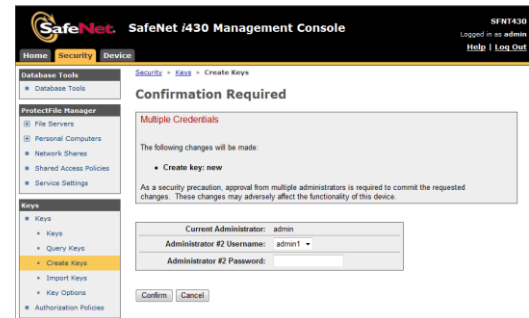 SafeNet.
SafeNet i430 Management Console
SFNT430
Logged in as admin
Help | Log Out
Home
Security
Device
Database Tools
Database Tools
ProtectFile Manager
File Servers
Personal Computers
Network Shares
Shared Access Policies
Service Settings
Keys
Keys
Keys
Query Keys
Create Keys
Import Keys
Key Options
Authorization Policies
Security » Keys » Create Keys
Confirmation Required
Multiple Credentials
The following changes will be made:
• Create key: new
As a security precaution, approval from multiple administrators is required to commit the requested
changes. These changes may adversely affect the functionality of this device.
Current Administrator: admin
Administrator #2 Username: admin1
Administrator #2 Password:
Confirm
Cancel